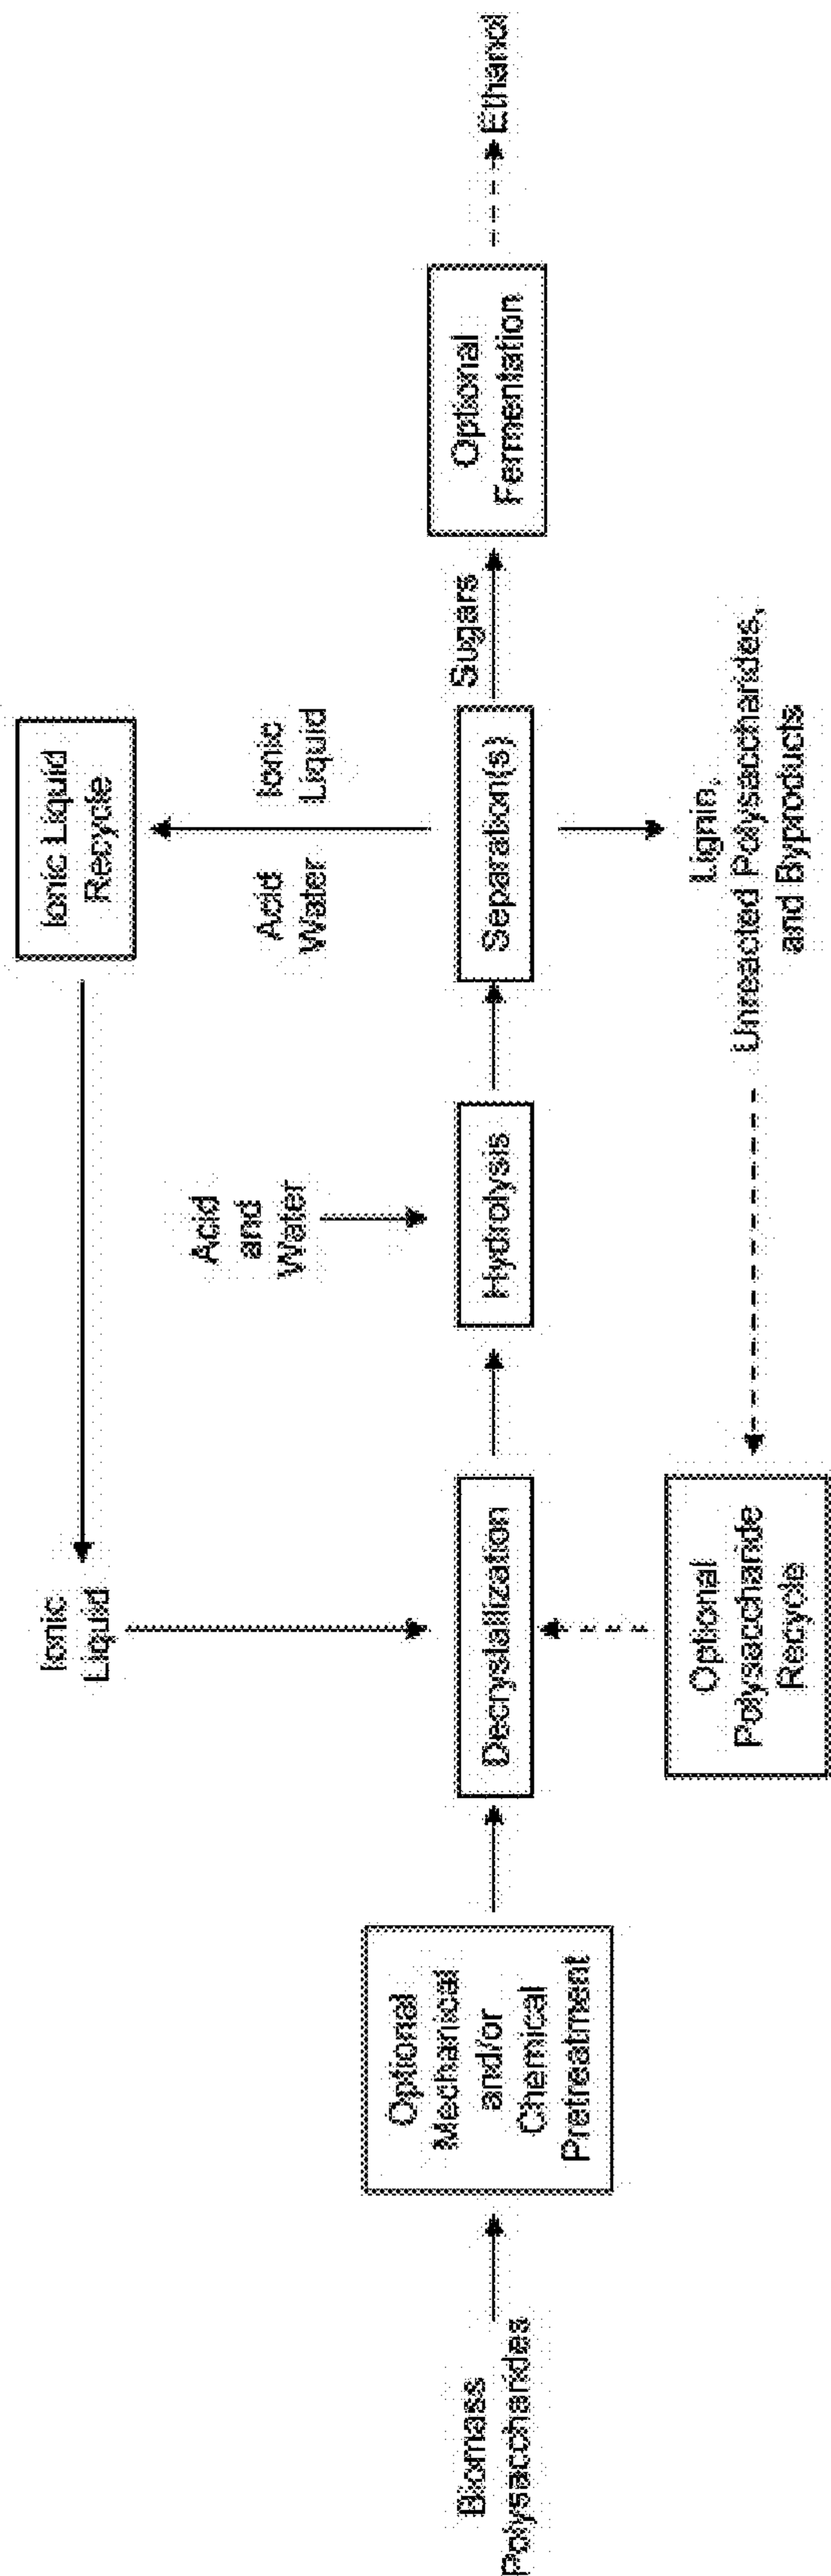 Biomass
Polysaccharides
Optional
Mechanical
and/or
Chemical
Pretreatment
Ionic
Liquid
Decrystallization
Optional
Polysaccharide
Recycle
Acid
and
Water
Hydrolysis
Ionic Liquid
Recycle
Acid
Water
Ionic
Liquid
Separation(s)
Sugars
Lignin,
Unreacted Polysaccharides,
and Byproducts
Optional
Fermentation
Ethanol